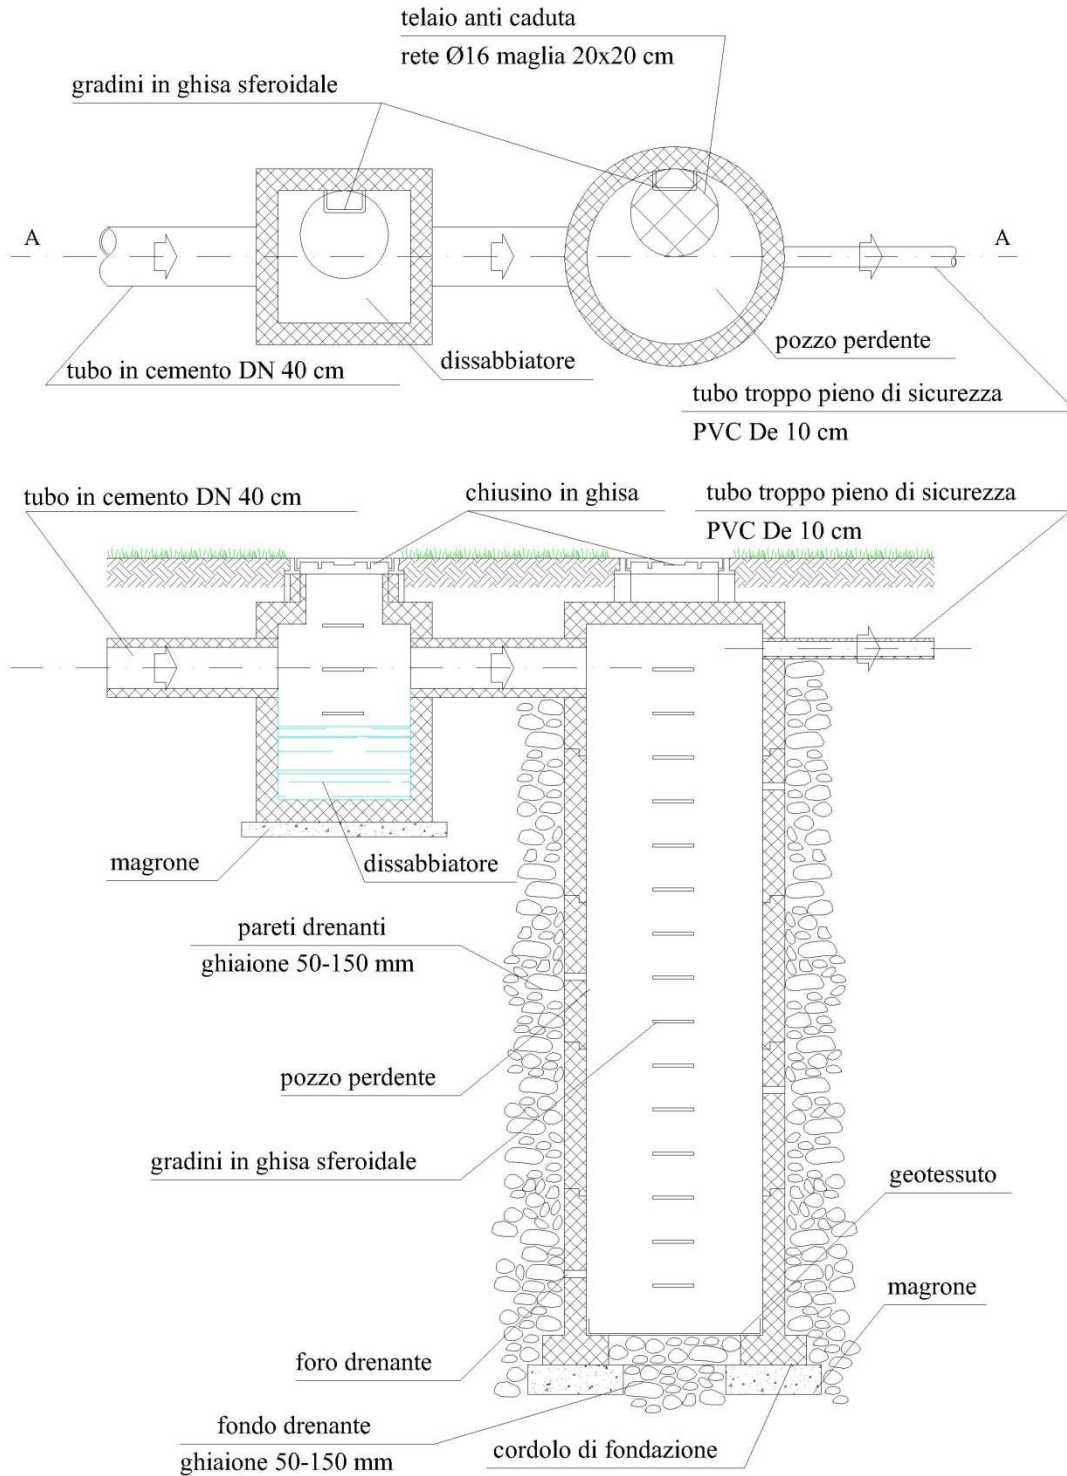 telaio anti caduta
rete Ø16 maglia 20x20 cm
gradini in ghisa sferoidale
A
A
pozzo perdente
dissabbiatore
tubo in cemento DN 40 cm
tubo troppo pieno di sicurezza
PVC De 10 cm
tubo in cemento DN 40 cm
chiusino in ghisa
tubo troppo pieno di sicurezza
PVC De 10 cm
magrone
dissabbiatore
pareti drenanti
ghiaione 50-150 mm
pozzo perdente
gradini in ghisa sferoidale
geotessuto
magrone
foro drenante
fondo drenante
ghiaione 50-150 mm
cordolo di fondazione